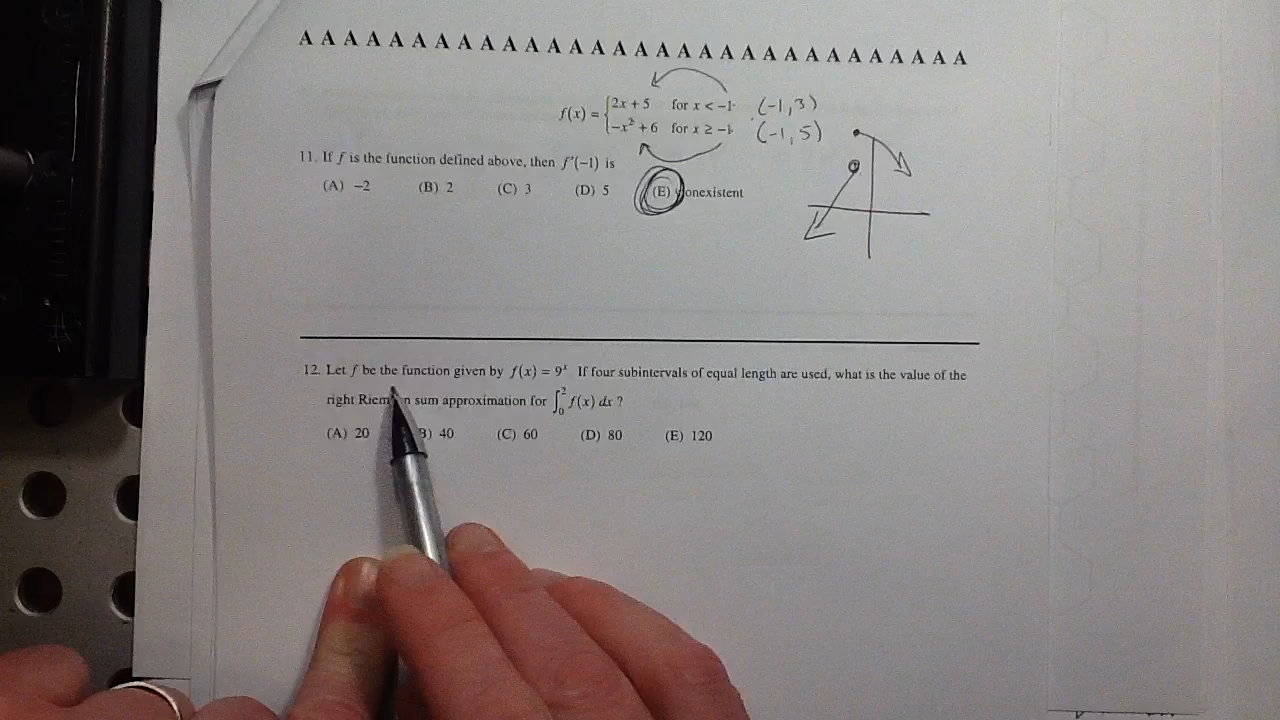 A A A A A A A A A A A A A A A A A A A A A A A A A A A A A A
f(x) = { 2x + 5 for x < −1 (-1, 3)
−x² + 6 for x ≥ −1 (-1, 5)
11. If f is the function defined above, then f′(−1) is
(A) −2 (B) 2 (C) 3 (D) 5 (E) onexistent
12. Let f be the function given by f(x) = 9ˣ If four subintervals of equal length are used, what is the value of the
right Riem n sum approximation for ∫₀² f(x) dx ?
(A) 20 B) 40 (C) 60 (D) 80 (E) 120